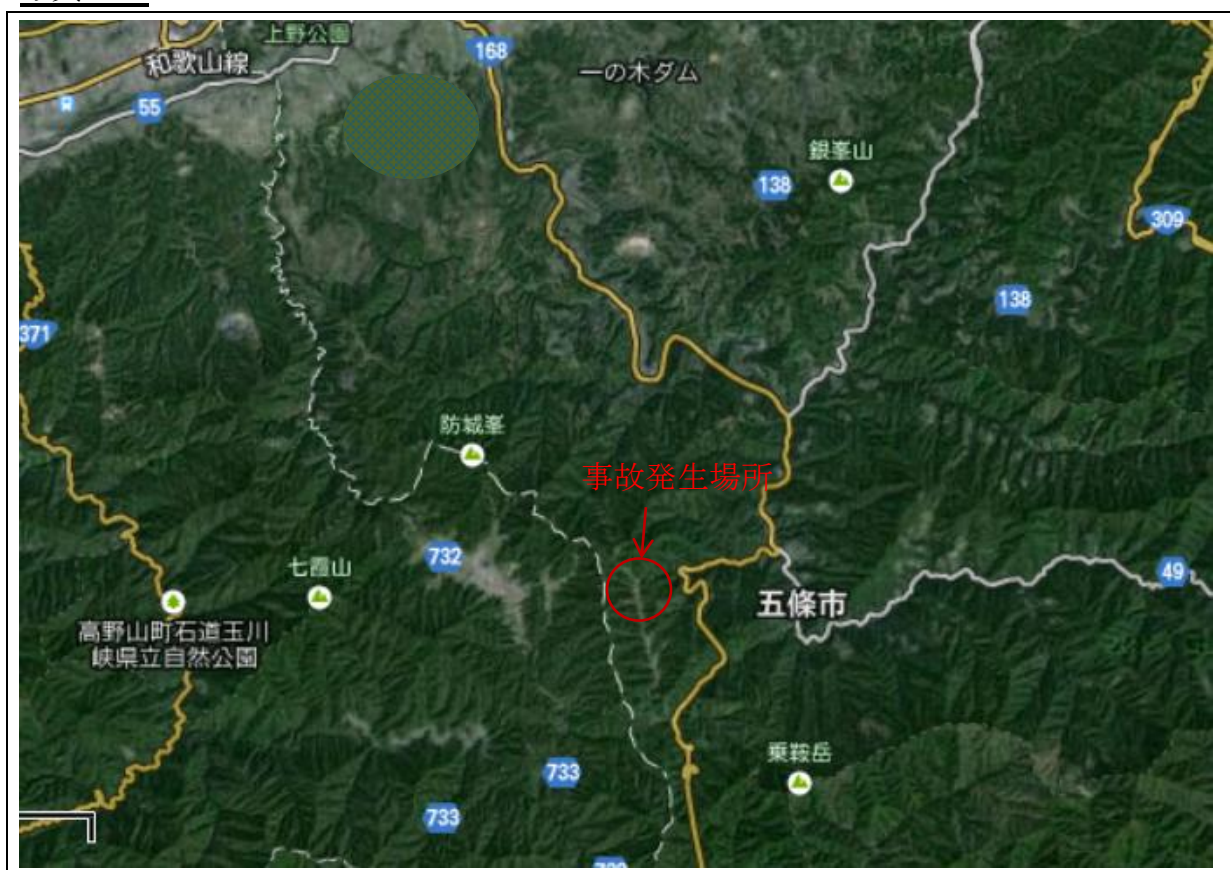 上野公園
和歌山線
168
一の木ダム
55
銀峯山
138
309
138
371
防城峯
事故発生場所
732
七霞山
49
五條市
高野山町石道玉川
峡県立自然公園
乗鞍岳
733
733